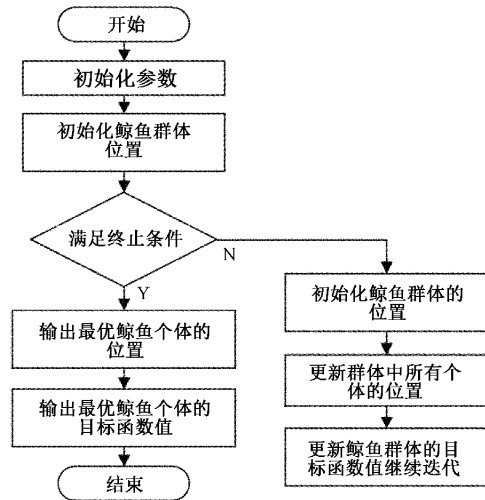 开始
初始化参数
初始化鲸鱼群体
位置
满足终止条件
N
Y
输出最优鲸鱼个体的
位置
输出最优鲸鱼个体的
目标函数值
结束
初始化鲸鱼群体的
位置
更新群体中所有个
体的位置
更新鲸鱼群体的目
标函数值继续迭代